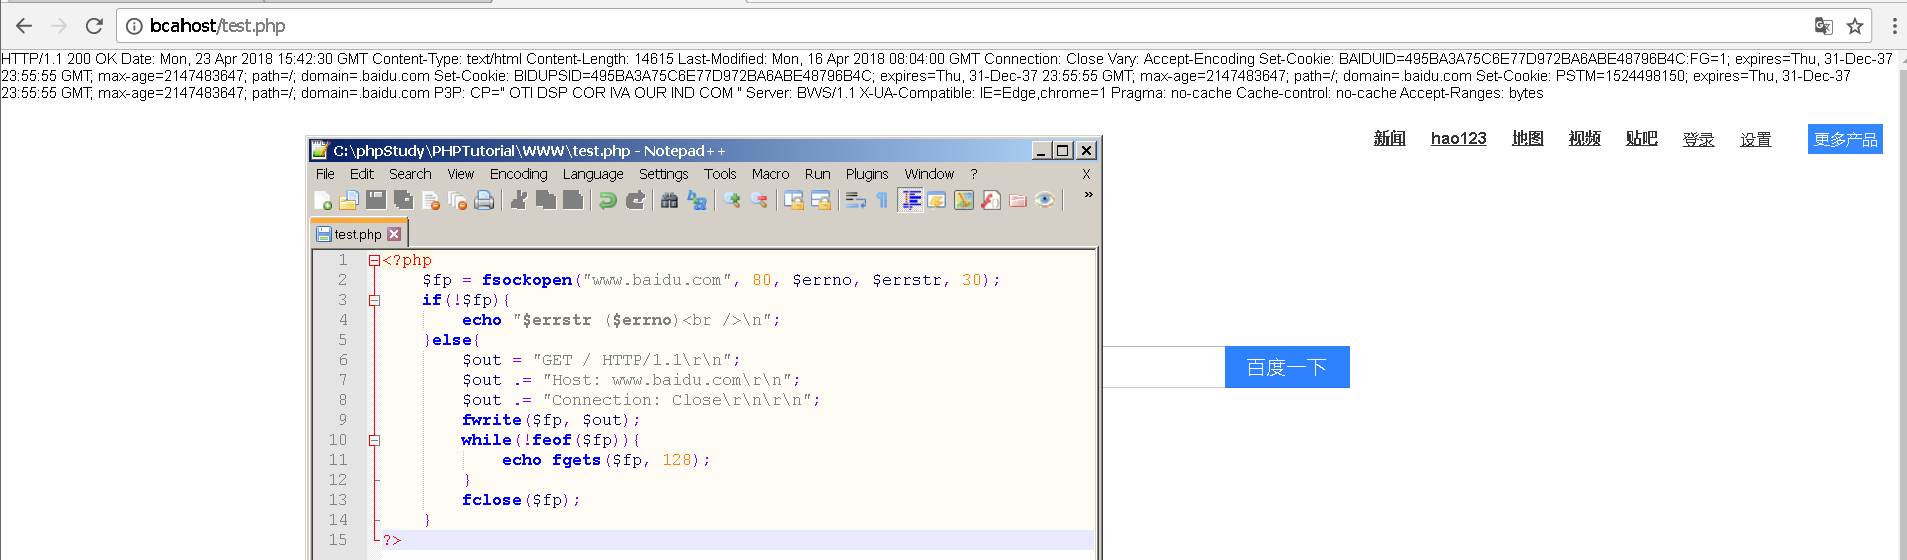 bcahost/test.php
HTTP/1.1 200 OK Date: Mon, 23 Apr 2018 15:42:30 GMT Content-Type: text/html Content-Length: 14615 Last-Modified: Mon, 16 Apr 2018 08:04:00 GMT Connection: Close Vary: Accept-Encoding Set-Cookie: BAIDUID=495BA3A75C6E77D972BA6ABE48796B4C:FG=1; expires=Thu, 31-Dec-37
23:55:55 GMT; max-age=2147483647; path=/; domain=.baidu.com Set-Cookie: BIDUPSID=495BA3A75C6E77D972BA6ABE48796B4C; expires=Thu, 31-Dec-37 23:55:55 GMT; max-age=2147483647; path=/; domain=.baidu.com Set-Cookie: PSTM=1524498150; expires=Thu, 31-Dec-37
23:55:55 GMT; max-age=2147483647; path=/; domain=.baidu.com P3P: CP=" OTI DSP COR IVA OUR IND COM " Server: BWS/1.1 X-UA-Compatible: IE=Edge,chrome=1 Pragma: no-cache Cache-control: no-cache Accept-Ranges: bytes
新闻 hao123 地图 视频 贴吧 登录 设置 更多产品
C:\phpStudy\PHPTutorial\WWW\test.php - Notepad++
File Edit Search View Encoding Language Settings Tools Macro Run Plugins Window ? X
test.php
1 <?php
2 $fp = fsockopen("www.baidu.com", 80, $errno, $errstr, 30);
3 if(!$fp){
4 echo "$errstr ($errno)<br />\n";
5 }else{
6 $out = "GET / HTTP/1.1\r\n";
7 $out .= "Host: www.baidu.com\r\n";
8 $out .= "Connection: Close\r\n\r\n";
9 fwrite($fp, $out);
10 while(!feof($fp)){
11 echo fgets($fp, 128);
12 }
13 fclose($fp);
14 }
15 ?>
百度一下